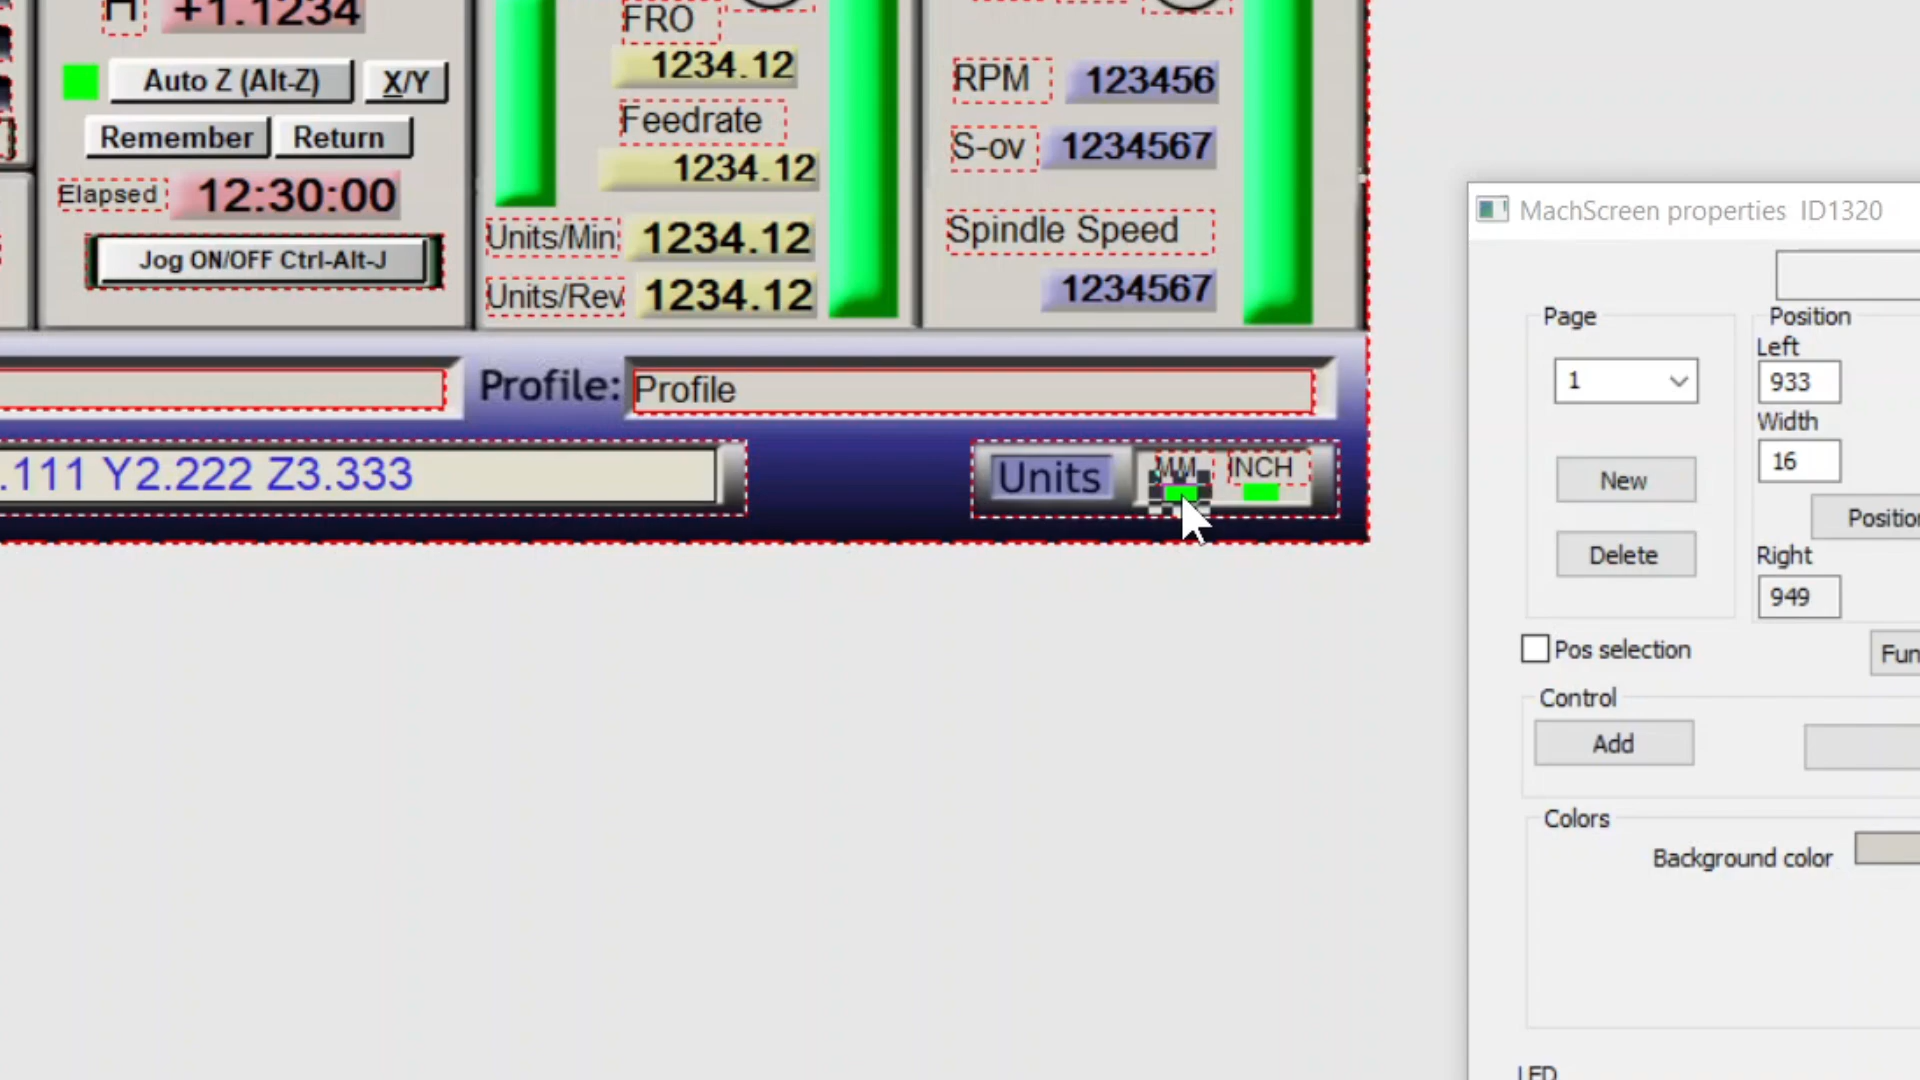 H +1.1234
Auto Z (Alt-Z) X/Y
Remember Return
Elapsed 12:30:00
Jog ON/OFF Ctrl-Alt-J
FRO
1234.12
Feedrate
1234.12
Units/Min 1234.12
Units/Rev 1234.12
RPM 123456
S-ov 1234567
Spindle Speed
1234567
Profile: Profile
.111 Y2.222 Z3.333
Units MM INCH
MachScreen properties ID1320
Page
1
New
Delete
Position
Left
933
Width
16
Position
Right
949
Pos selection
Fun
Control
Add
Colors
Background color
LED